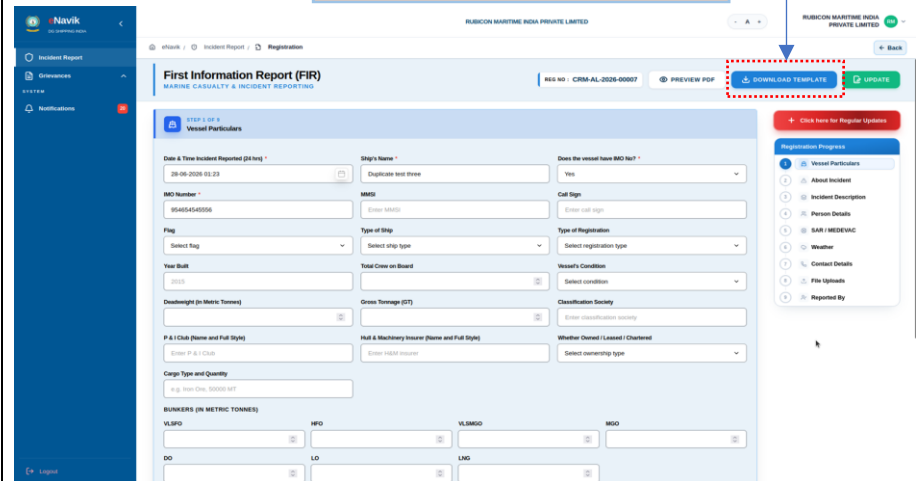 eNavik
DG SHIPPING INDIA
RUBICON MARITIME INDIA PRIVATE LIMITED
- A +
RUBICON MARITIME INDIA
PRIVATE LIMITED
RM
eNavik / Incident Report / Registration
← Back
Incident Report
Grievances
SYSTEM
Notifications
First Information Report (FIR)
MARINE CASUALTY & INCIDENT REPORTING
REG NO : CRM-AL-2026-00007
PREVIEW PDF
DOWNLOAD TEMPLATE
UPDATE
STEP 1 OF 9
Vessel Particulars
Date & Time Incident Reported (24 hrs) *
Ship's Name *
Does the vessel have IMO No? *
28-06-2026 01:23
Duplicate test three
Yes
IMO Number *
MMSI
Call Sign
954654545556
Enter MMSI
Enter call sign
Flag
Type of Ship
Type of Registration
Select flag
Select ship type
Select registration type
Year Built
Total Crew on Board
Vessel's Condition
2015
Select condition
Deadweight (in Metric Tonnes)
Gross Tonnage (GT)
Classification Society
Enter classification society
P & I Club (Name and Full Style)
Hull & Machinery Insurer (Name and Full Style)
Whether Owned / Leased / Chartered
Enter P & I Club
Enter H&M insurer
Select ownership type
Cargo Type and Quantity
e.g. Iron Ore, 50000 MT
BUNKERS (IN METRIC TONNES)
VLSFO
HFO
VLSMGO
MGO
DO
LO
LNG
+ Click here for Regular Updates
Registration Progress
1 Vessel Particulars
2 About Incident
3 Incident Description
4 Person Details
5 SAR / MEDEVAC
6 Weather
7 Contact Details
8 File Uploads
9 Reported By
Logout